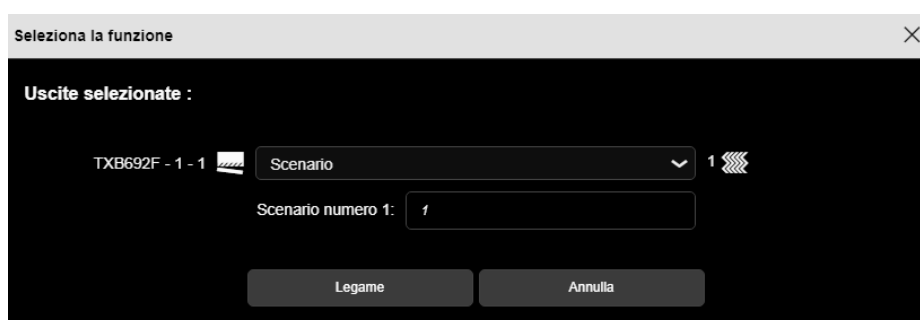 Seleziona la funzione
Uscite selezionate :
TXB692F - 1 - 1 Scenario 1
Scenario numero 1: 1
Legame Annulla